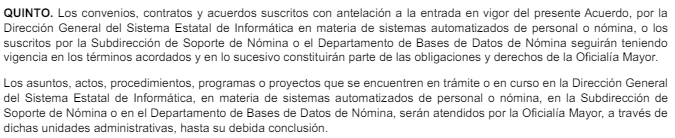 QUINTO. Los convenios, contratos y acuerdos suscritos con antelación a la entrada en vigor del presente Acuerdo, por la
Dirección General del Sistema Estatal de Informática en materia de sistemas automatizados de personal o nómina, o los
suscritos por la Subdirección de Soporte de Nómina o el Departamento de Bases de Datos de Nómina seguirán teniendo
vigencia en los términos acordados y en lo sucesivo constituirán parte de las obligaciones y derechos de la Oficialía Mayor.
Los asuntos, actos, procedimientos, programas o proyectos que se encuentren en trámite o en curso en la Dirección General
del Sistema Estatal de Informática, en materia de sistemas automatizados de personal o nómina, en la Subdirección de
Soporte de Nómina o en el Departamento de Bases de Datos de Nómina, serán atendidos por la Oficialía Mayor, a través de
dichas unidades administrativas, hasta su debida conclusión.